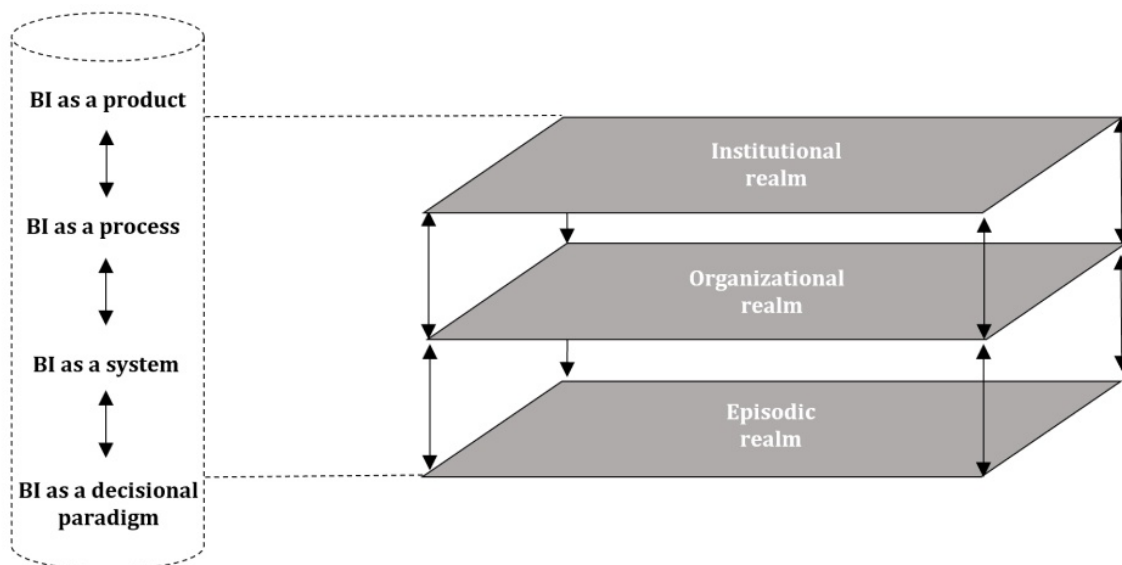 BI as a product
BI as a process
BI as a system
BI as a decisional
paradigm
Institutional
realm
Organizational
realm
Episodic
realm